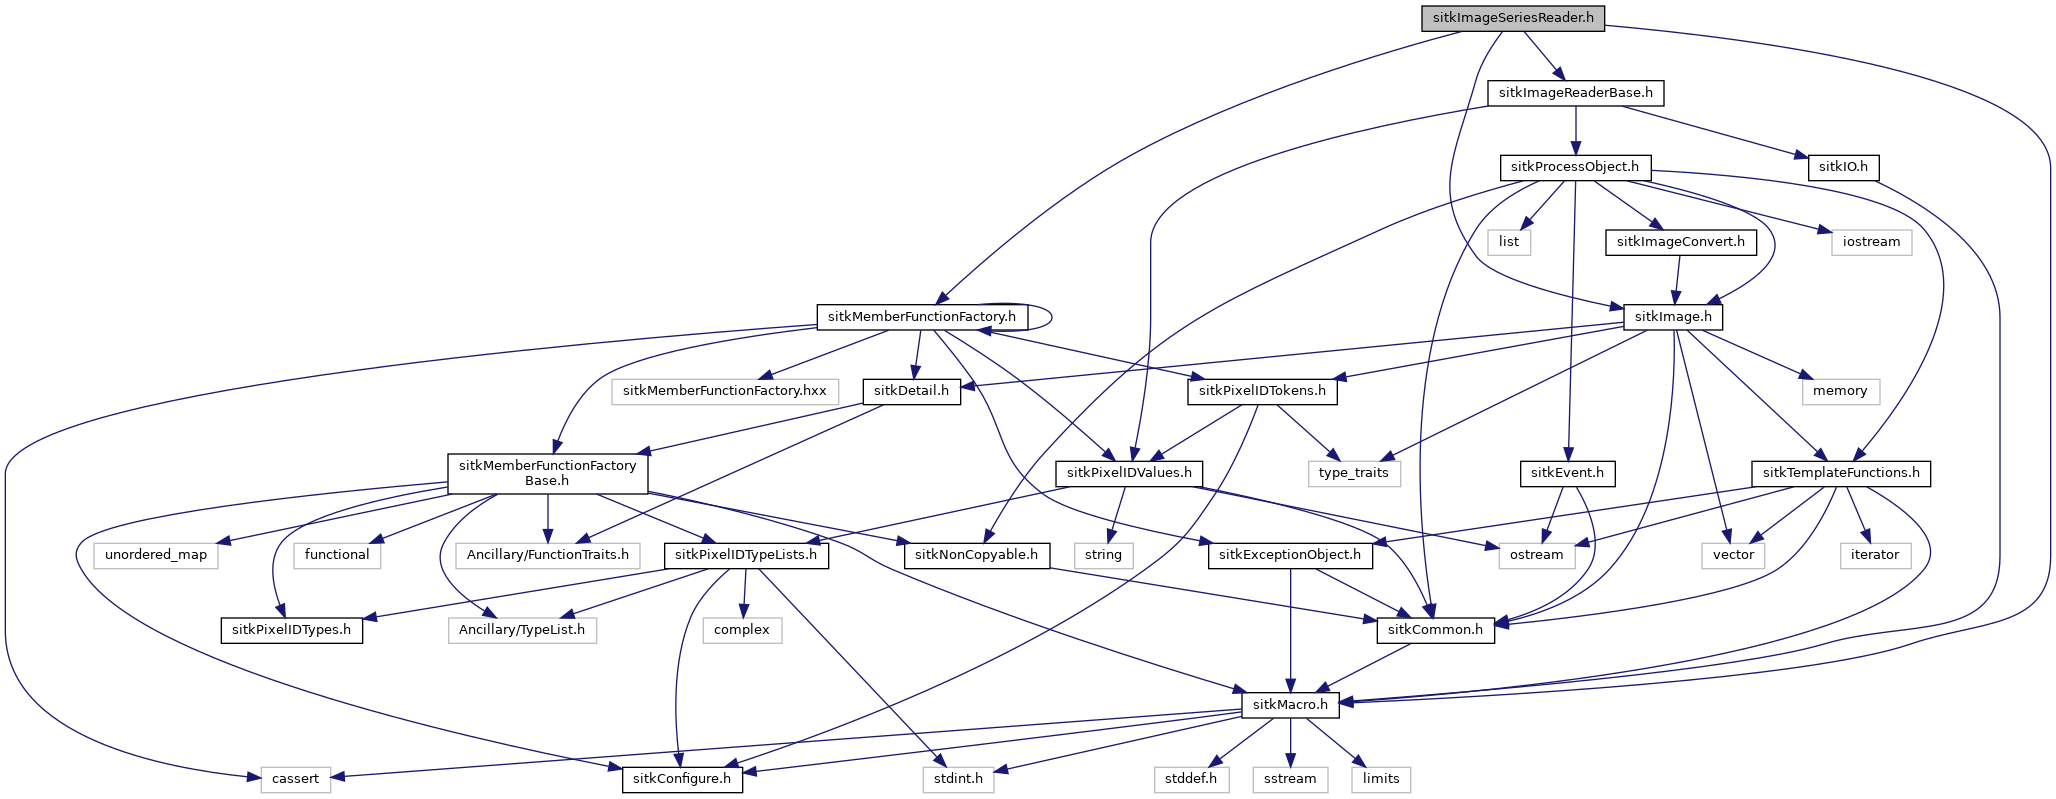 sitkImageSeriesReader.h
sitkImageReaderBase.h
sitkProcessObject.h
sitkIO.h
list
sitkImageConvert.h
iostream
sitkMemberFunctionFactory.h
sitkImage.h
sitkMemberFunctionFactory.hxx
sitkDetail.h
sitkPixelIDTokens.h
memory
sitkMemberFunctionFactory
Base.h
sitkPixelIDValues.h
type_traits
sitkEvent.h
sitkTemplateFunctions.h
unordered_map
functional
Ancillary/FunctionTraits.h
sitkPixelIDTypeLists.h
sitkNonCopyable.h
string
sitkExceptionObject.h
ostream
vector
iterator
sitkPixelIDTypes.h
Ancillary/TypeList.h
complex
sitkCommon.h
sitkMacro.h
cassert
sitkConfigure.h
stdint.h
stddef.h
sstream
limits